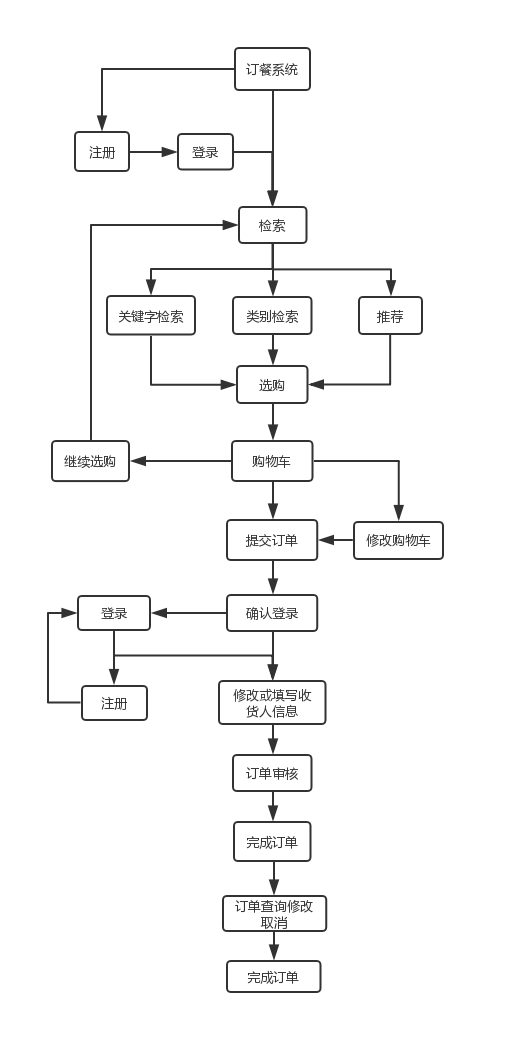 订餐系统
注册
登录
检索
关键字检索
类别检索
推荐
选购
继续选购
购物车
提交订单
修改购物车
登录
确认登录
注册
修改或填写收
货人信息
订单审核
完成订单
订单查询修改
取消
完成订单